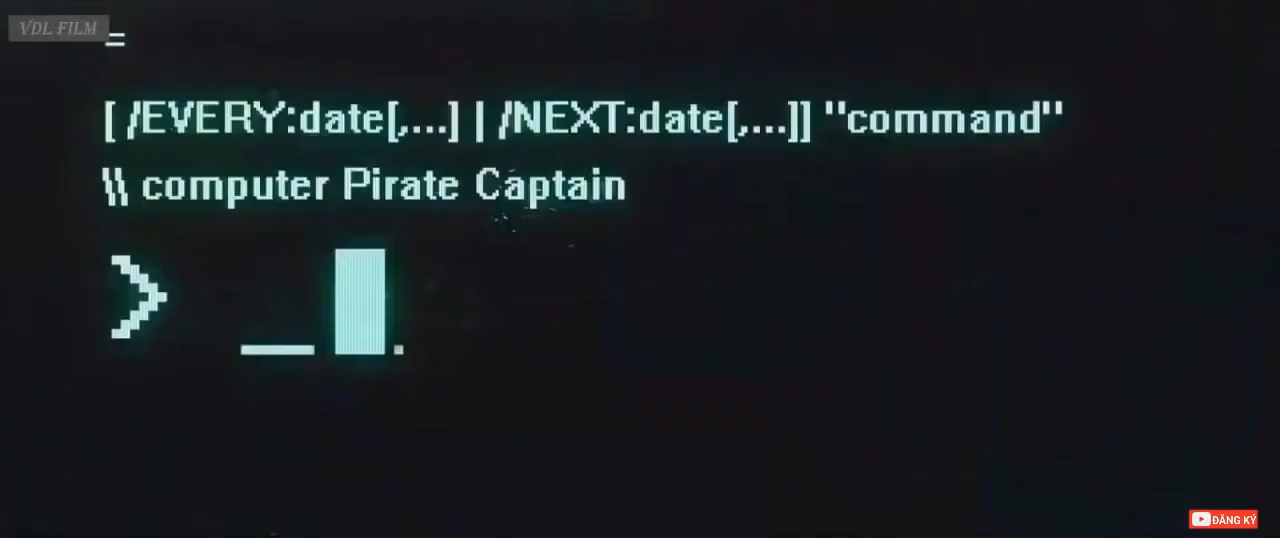 VDL FILM
=
[ /EVERY:date[,...] | /NEXT:date[,...]] "command"
\\ computer Pirate Captain
> _ .
ĐĂNG KÝ